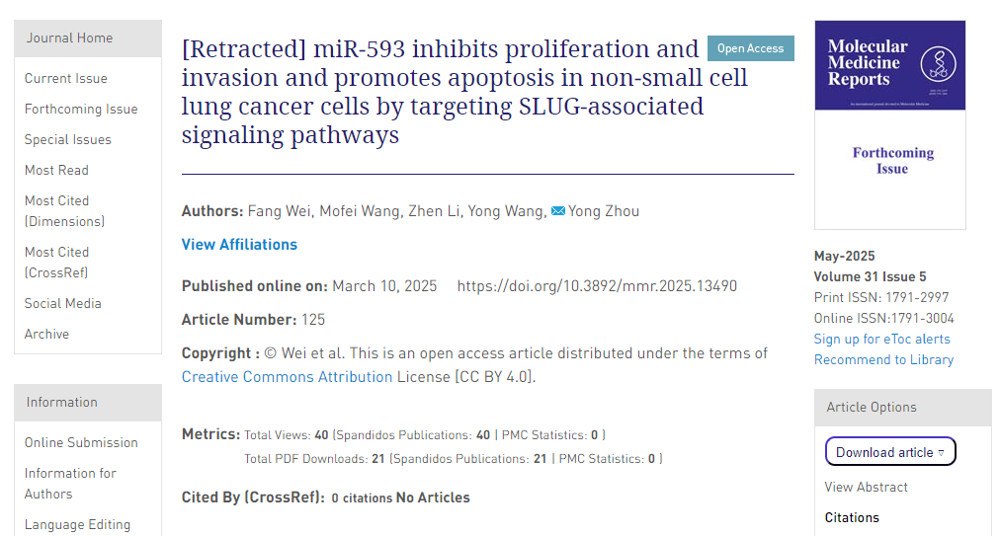 Journal Home
Current Issue
Forthcoming Issue
Special Issues
Most Read
Most Cited
(Dimensions)
Most Cited
(CrossRef)
Social Media
Archive
Information
Online Submission
Information for
Authors
Language Editing
[Retracted] miR-593 inhibits proliferation and
invasion and promotes apoptosis in non-small cell
lung cancer cells by targeting SLUG-associated
signaling pathways
Open Access
Authors: Fang Wei, Mofei Wang, Zhen Li, Yong Wang, Yong Zhou
View Affiliations
Published online on: March 10, 2025 https://doi.org/10.3892/mmr.2025.13490
Article Number: 125
Copyright : © Wei et al. This is an open access article distributed under the terms of
Creative Commons Attribution License [CC BY 4.0].
Metrics: Total Views: 40 (Spandidos Publications: 40 | PMC Statistics: 0 )
Total PDF Downloads: 21 (Spandidos Publications: 21 | PMC Statistics: 0 )
Cited By (CrossRef): 0 citations No Articles
Molecular
Medicine
Reports
Forthcoming
Issue
May-2025
Volume 31 Issue 5
Print ISSN: 1791-2997
Online ISSN:1791-3004
Sign up for eToc alerts
Recommend to Library
Article Options
Download article ▿
View Abstract
Citations